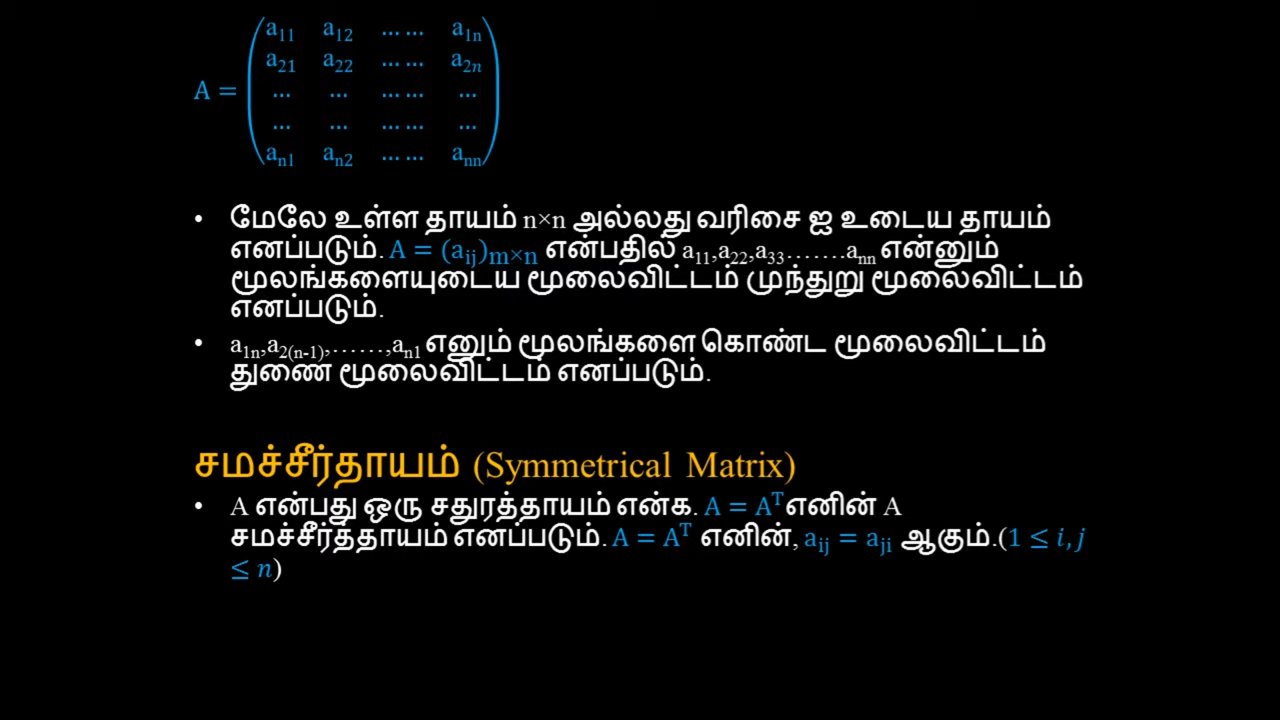 A = ( a₁₁ a₁₂ …… a₁ₙ
a₂₁ a₂₂ …… a₂ₙ
… … …… …
… … …… …
aₙ₁ aₙ₂ …… aₙₙ )
• மேலே உள்ள தாயம் n×n அல்லது வரிசை ஐ உடைய தாயம்
எனப்படும். A = (aᵢⱼ)ₘ×ₙ என்பதில் a₁₁,a₂₂,a₃₃…….aₙₙ என்னும்
மூலங்களையுடைய மூலைவிட்டம் முந்துறு மூலைவிட்டம்
எனப்படும்.
• a₁ₙ,a₂₍ₙ₋₁₎,……,aₙ₁ எனும் மூலங்களை கொண்ட மூலைவிட்டம்
துணை மூலைவிட்டம் எனப்படும்.
சமச்சீர்தாயம் (Symmetrical Matrix)
• A என்பது ஒரு சதுரத்தாயம் என்க. A = Aᵀ எனின் A
சமச்சீர்த்தாயம் எனப்படும். A = Aᵀ எனின், aᵢⱼ = aⱼᵢ ஆகும்.(1 ≤ i, j
≤ n)